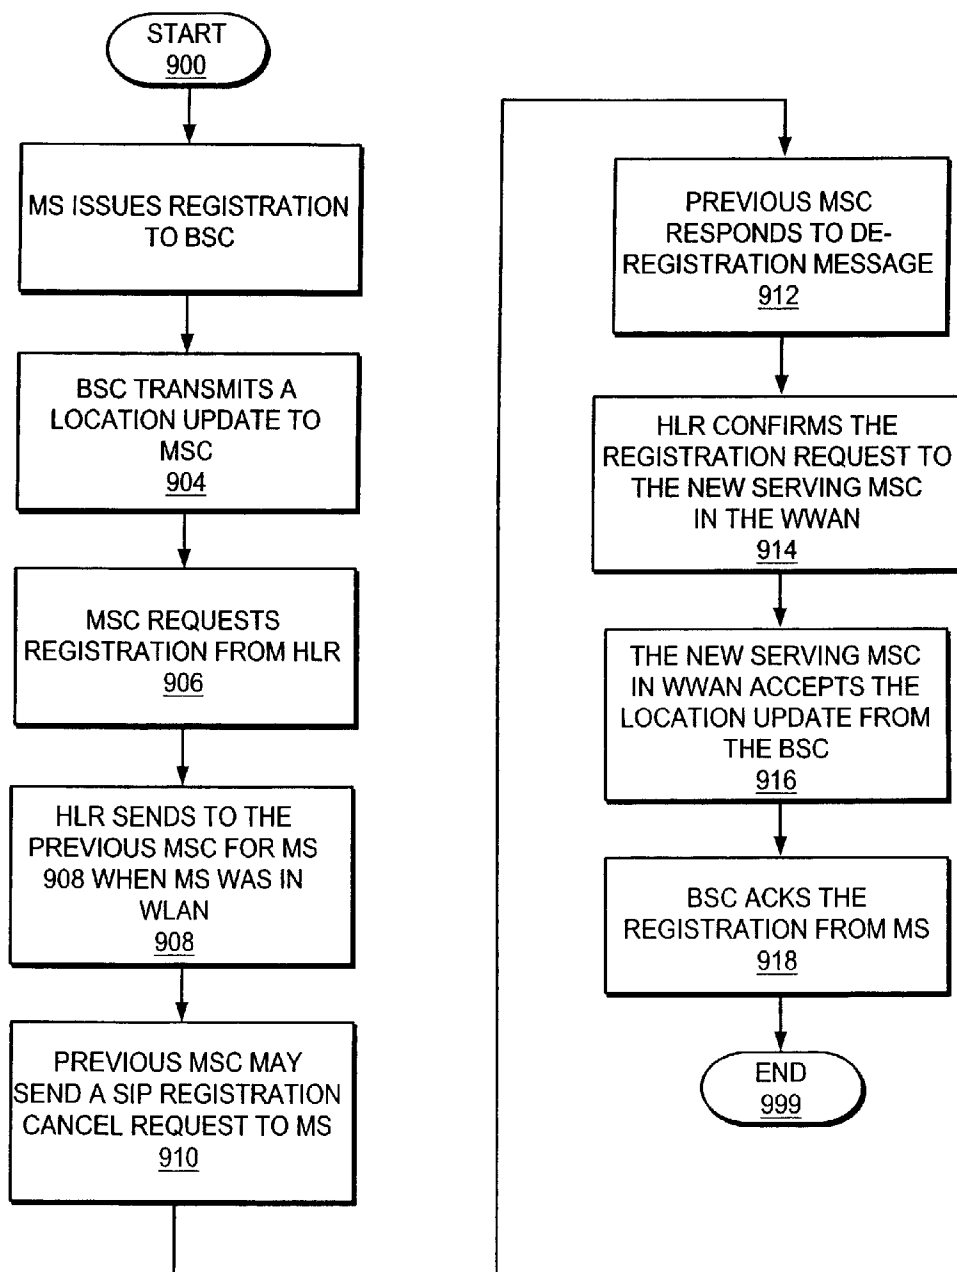 START
900
MS ISSUES REGISTRATION
TO BSC
BSC TRANSMITS A
LOCATION UPDATE TO
MSC
904
MSC REQUESTS
REGISTRATION FROM HLR
906
HLR SENDS TO THE
PREVIOUS MSC FOR MS
908 WHEN MS WAS IN
WLAN
908
PREVIOUS MSC MAY
SEND A SIP REGISTRATION
CANCEL REQUEST TO MS
910
PREVIOUS MSC
RESPONDS TO DE-
REGISTRATION MESSAGE
912
HLR CONFIRMS THE
REGISTRATION REQUEST TO
THE NEW SERVING MSC
IN THE WWAN
914
THE NEW SERVING MSC
IN WWAN ACCEPTS THE
LOCATION UPDATE FROM
THE BSC
916
BSC ACKS THE
REGISTRATION FROM MS
918
END
999